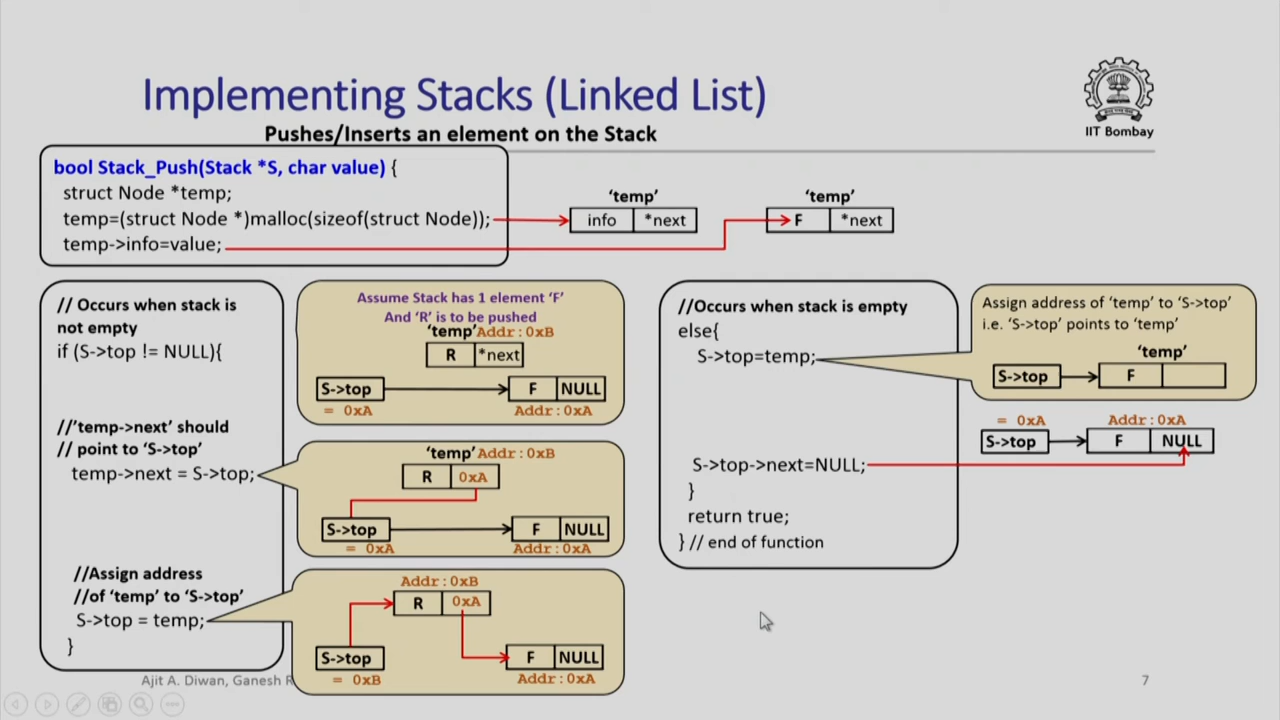 Implementing Stacks (Linked List)
Pushes/Inserts an element on the Stack
IIT Bombay
bool Stack_Push(Stack *S, char value) {
struct Node *temp;
temp=(struct Node *)malloc(sizeof(struct Node));
temp->info=value;
‘temp’
info *next
‘temp’
F *next
// Occurs when stack is
not empty
if (S->top != NULL){
//‘temp->next’ should
// point to ‘S->top’
temp->next = S->top;
//Assign address
//of ‘temp’ to ‘S->top’
S->top = temp;
}
Assume Stack has 1 element ‘F’
And ‘R’ is to be pushed
‘temp’ Addr:0xB
R *next
S->top F NULL
= 0xA Addr:0xA
‘temp’ Addr:0xB
R 0xA
S->top F NULL
= 0xA Addr:0xA
Addr:0xB
R 0xA
S->top F NULL
= 0xB Addr:0xA
//Occurs when stack is empty
else{
S->top=temp;
S->top->next=NULL;
}
return true;
} // end of function
Assign address of ‘temp’ to ‘S->top’
i.e. ‘S->top’ points to ‘temp’
‘temp’
S->top F
= 0xA Addr:0xA
S->top F NULL
Ajit A. Diwan, Ganesh R
7